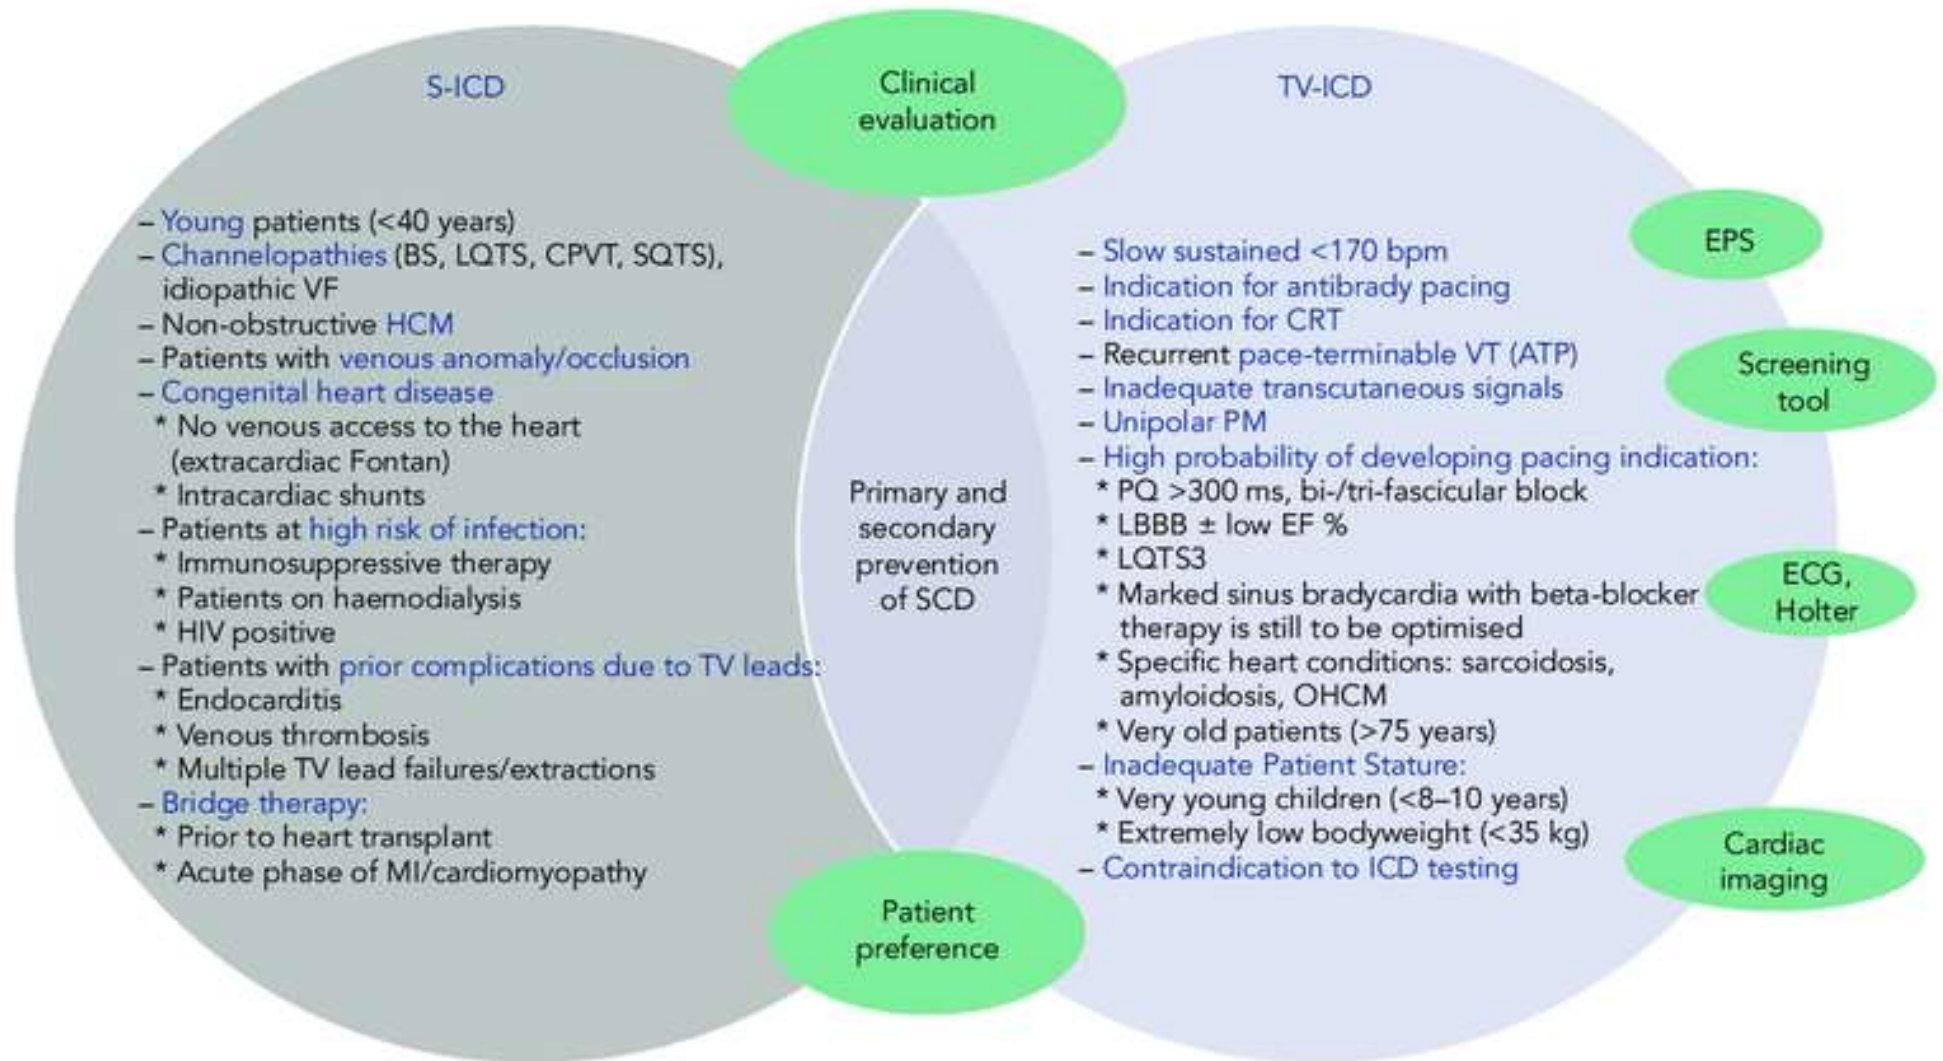 S-ICD
– Young patients (<40 years)
– Channelopathies (BS, LQTS, CPVT, SQTS),
idiopathic VF
– Non-obstructive HCM
– Patients with venous anomaly/occlusion
– Congenital heart disease
* No venous access to the heart
(extracardiac Fontan)
* Intracardiac shunts
– Patients at high risk of infection:
* Immunosuppressive therapy
* Patients on haemodialysis
* HIV positive
– Patients with prior complications due to TV leads:
* Endocarditis
* Venous thrombosis
* Multiple TV lead failures/extractions
– Bridge therapy:
* Prior to heart transplant
* Acute phase of MI/cardiomyopathy
Clinical
evaluation
Primary and
secondary
prevention
of SCD
Patient
preference
TV-ICD
– Slow sustained <170 bpm
– Indication for antibrady pacing
– Indication for CRT
– Recurrent pace-terminable VT (ATP)
– Inadequate transcutaneous signals
– Unipolar PM
– High probability of developing pacing indication:
* PQ >300 ms, bi-/tri-fascicular block
* LBBB ± low EF %
* LQTS3
* Marked sinus bradycardia with beta-blocker
therapy is still to be optimised
* Specific heart conditions: sarcoidosis,
amyloidosis, OHCM
* Very old patients (>75 years)
– Inadequate Patient Stature:
* Very young children (<8–10 years)
* Extremely low bodyweight (<35 kg)
– Contraindication to ICD testing
EPS
Screening
tool
ECG,
Holter
Cardiac
imaging